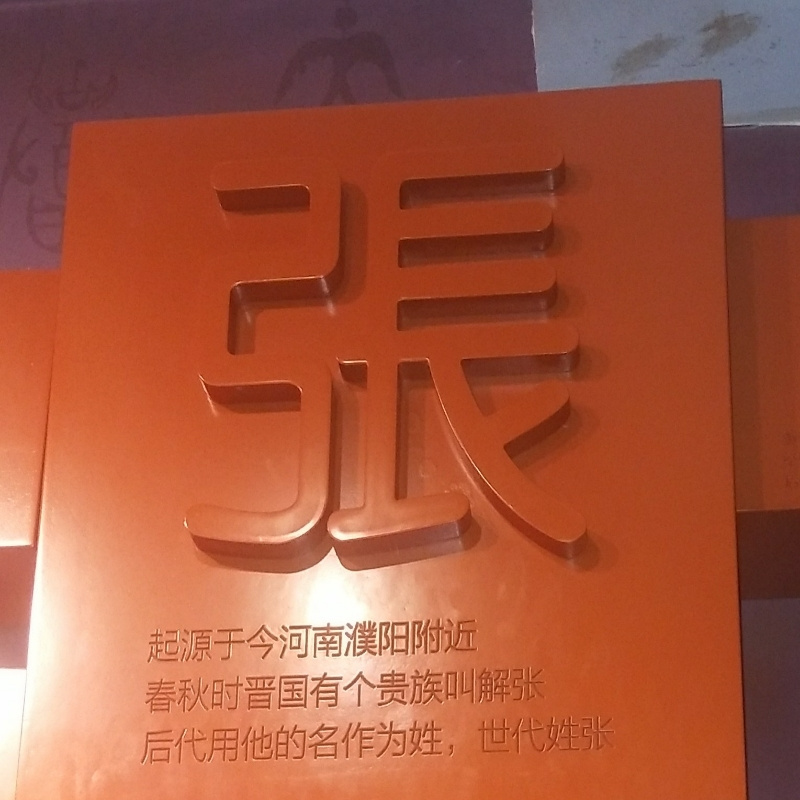 張
起源于今河南濮阳附近
春秋时晋国有个贵族叫解张
后代用他的名作为姓，世代姓张